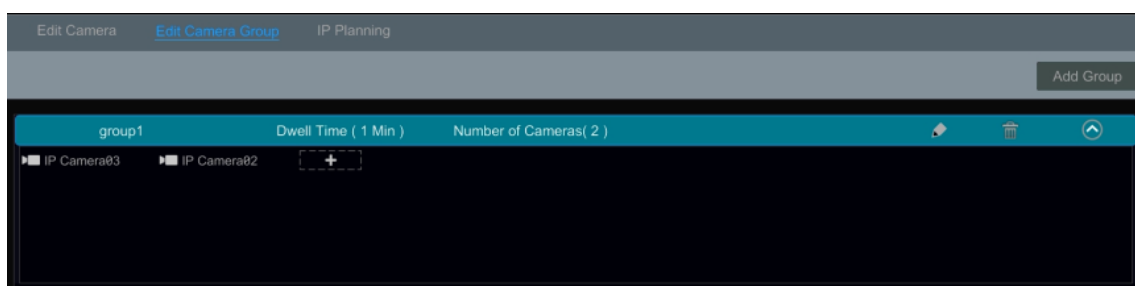 Edit Camera Edit Camera Group IP Planning
Add Group
group1 Dwell Time ( 1 Min ) Number of Cameras( 2 )
IP Camera03 IP Camera02 +